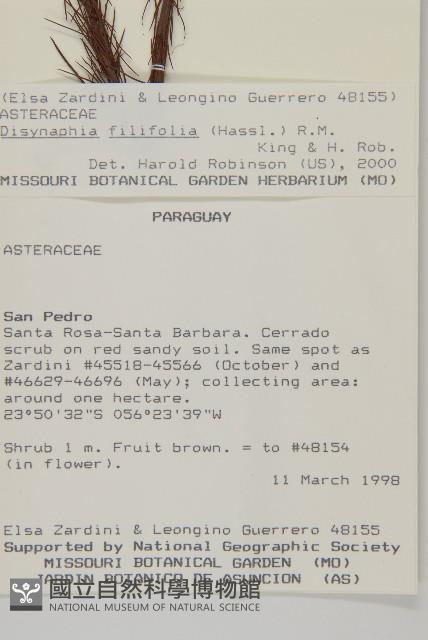 (Elsa Zardini & Leongino Guerrero 48155)
ASTERACEAE
Disynaphia filifolia (Hassl.) R.M.
King & H. Rob.
Det. Harold Robinson (US), 2000
MISSOURI BOTANICAL GARDEN HERBARIUM (MO)
PARAGUAY
ASTERACEAE
San Pedro
Santa Rosa-Santa Barbara. Cerrado
scrub on red sandy soil. Same spot as
Zardini #45518-45566 (October) and
#46629-46696 (May); collecting area:
around one hectare.
23°50'32"S 056°23'39"W
Shrub 1 m. Fruit brown. = to #48154
(in flower).
11 March 1998
Elsa Zardini & Leongino Guerrero 48155
Supported by National Geographic Society
MISSOURI BOTANICAL GARDEN (MO)
JARDIN BOTANICO DE ASUNCION (AS)
國立自然科學博物館
NATIONAL MUSEUM OF NATURAL SCIENCE